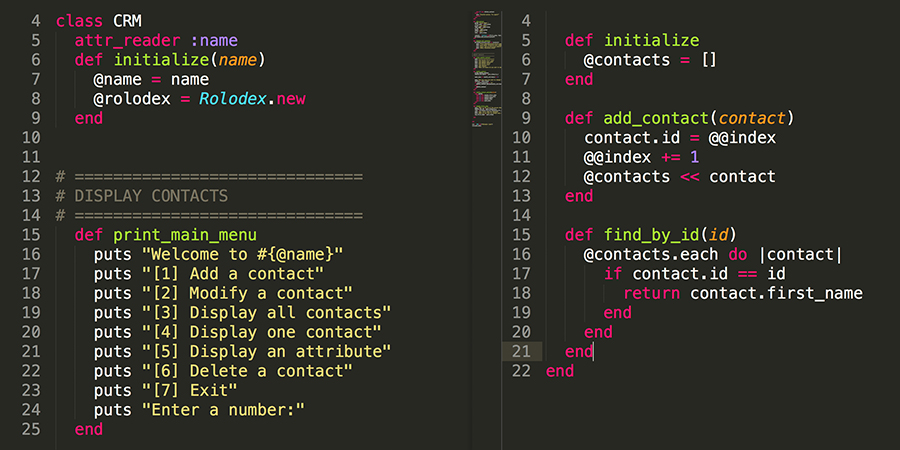 4 class CRM
5   attr_reader :name
6   def initialize(name)
7     @name = name
8     @rolodex = Rolodex.new
9   end
10
11
12 # ==============================
13 # DISPLAY CONTACTS
14 # ==============================
15   def print_main_menu
16     puts "Welcome to #{@name}"
17     puts "[1] Add a contact"
18     puts "[2] Modify a contact"
19     puts "[3] Display all contacts"
20     puts "[4] Display one contact"
21     puts "[5] Display an attribute"
22     puts "[6] Delete a contact"
23     puts "[7] Exit"
24     puts "Enter a number:"
25   end
4
5   def initialize
6     @contacts = []
7   end
8
9   def add_contact(contact)
10     contact.id = @@index
11     @@index += 1
12     @contacts << contact
13   end
14
15   def find_by_id(id)
16     @contacts.each do |contact|
17       if contact.id == id
18         return contact.first_name
19       end
20     end
21   end
22 end